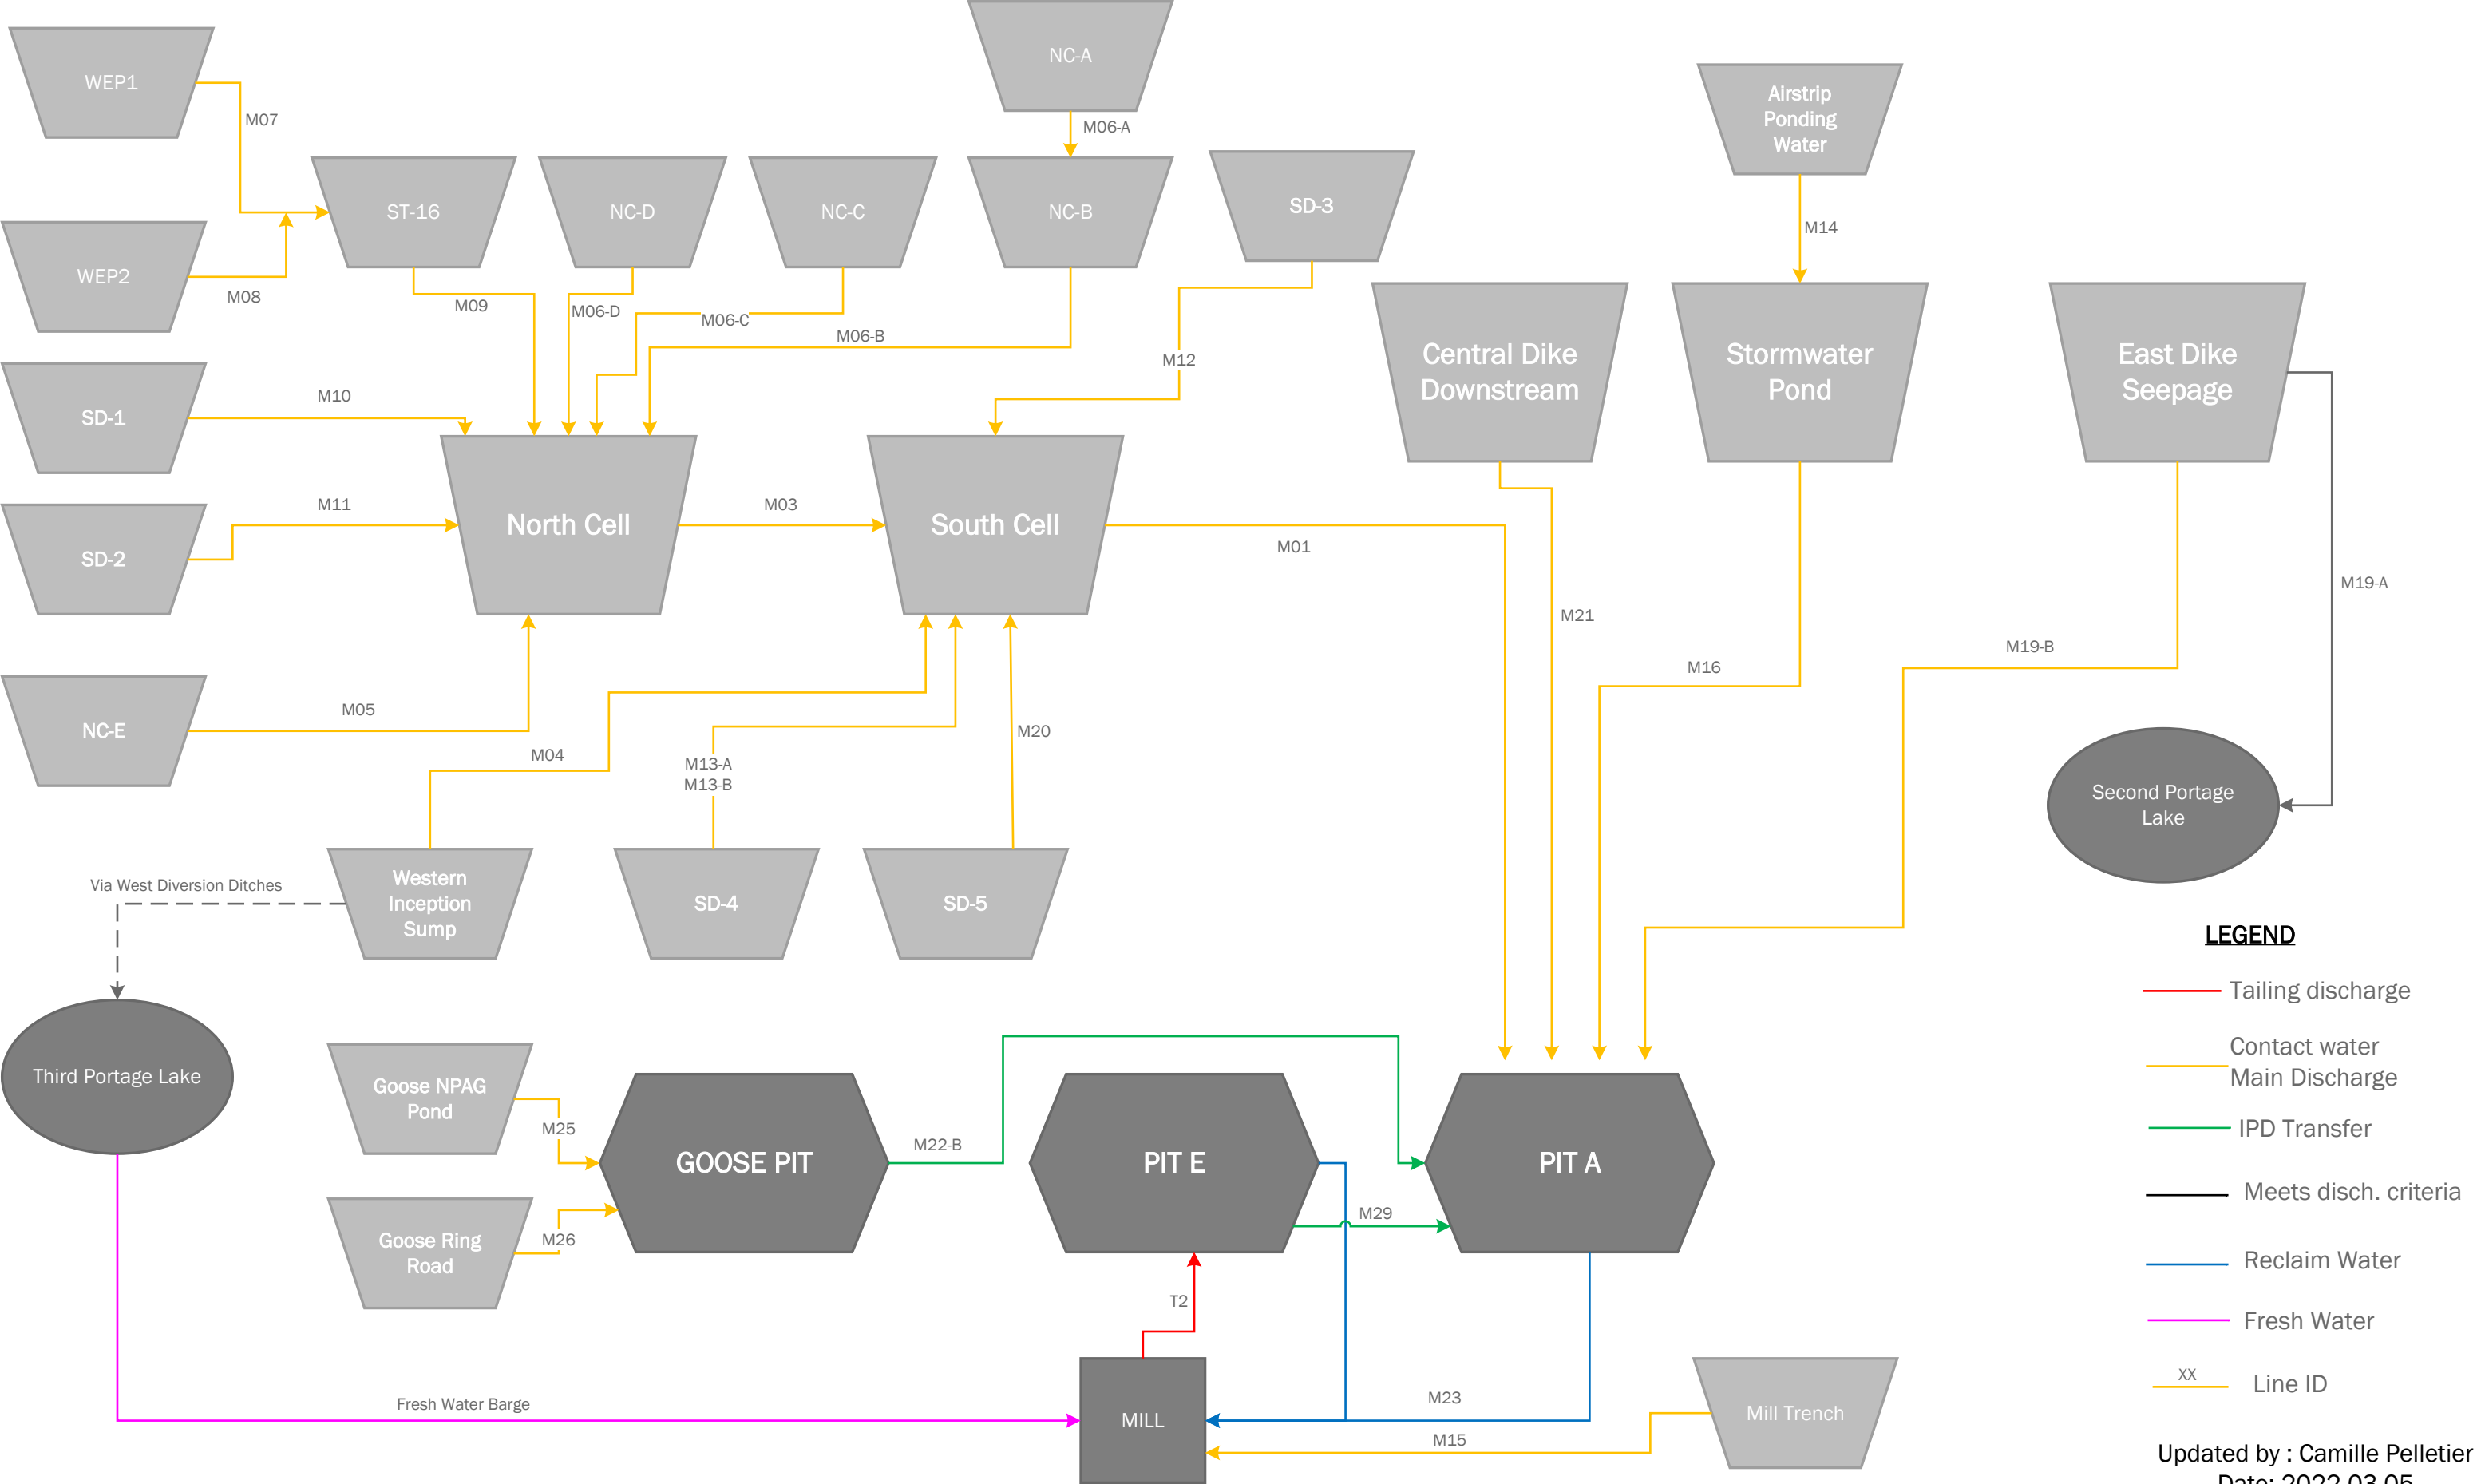 NC-A
WEP1
Airstrip
Ponding
Water
M07
M06-A
ST-16
NC-D
NC-C
NC-B
SD-3
M14
WEP2
M08
M09
M06-D
M06-C
M06-B
M12
Central Dike
Downstream
Stormwater
Pond
East Dike
Seepage
SD-1
M10
SD-2
M11
North Cell
M03
South Cell
M01
M19-A
M21
M19-B
M16
NC-E
M05
M04
M13-A
M13-B
M20
Second Portage
Lake
Via West Diversion Ditches
Western
Inception
Sump
SD-4
SD-5
LEGEND
Tailing discharge
Contact water
Main Discharge
IPD Transfer
Meets disch. criteria
Reclaim Water
Fresh Water
XX
Line ID
Third Portage Lake
Goose NPAG
Pond
M25
GOOSE PIT
M22-B
PIT E
PIT A
M29
Goose Ring
Road
M26
T2
Fresh Water Barge
MILL
M23
M15
Mill Trench
Updated by : Camille Pelletier
Date: 2022.03.05